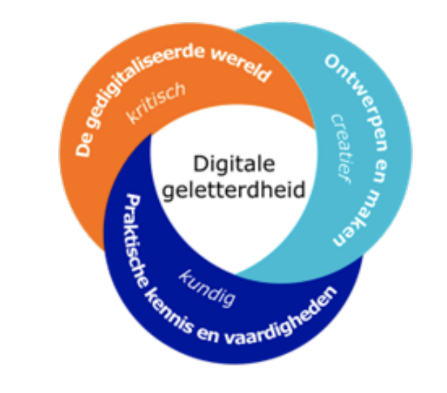 De gedigitaliseerde wereld
kritisch
Ontwerpen en maken
creatief
Digitale
geletterdheid
kundig
Praktische kennis en vaardigheden